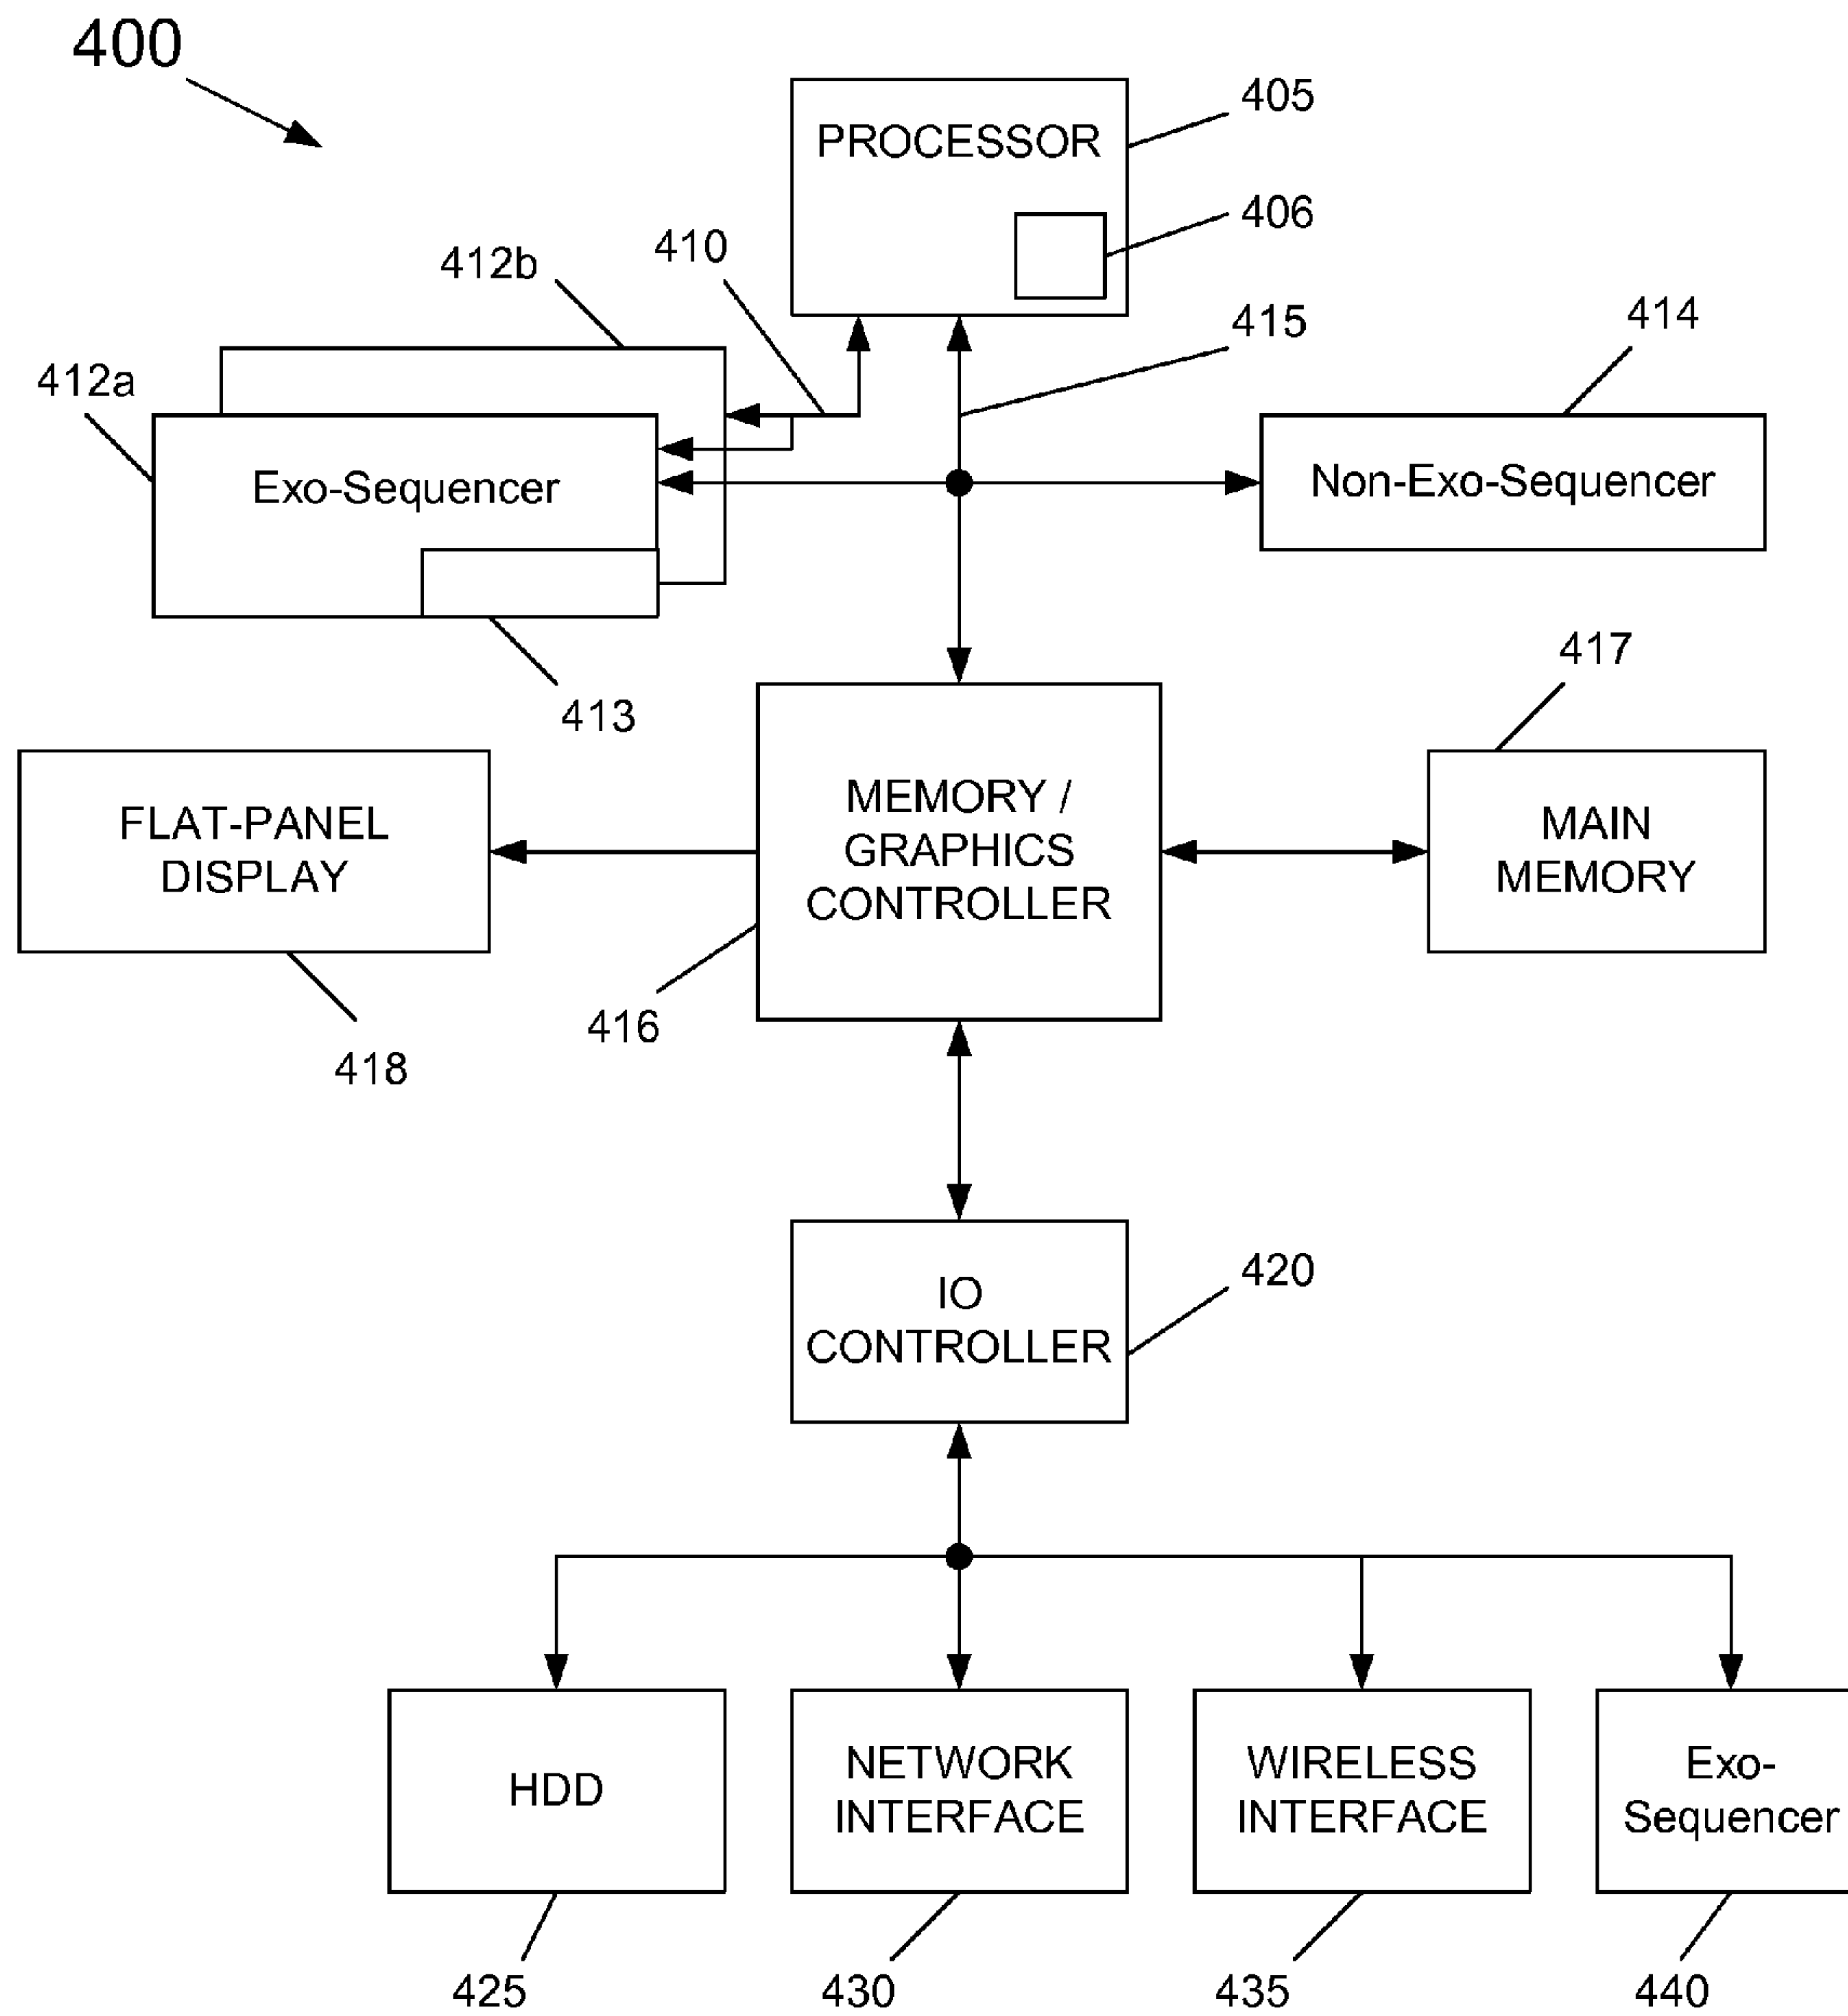 400
405
PROCESSOR
406
410
412b
415
414
412a
Exo-Sequencer
Non-Exo-Sequencer
417
413
MEMORY /
GRAPHICS
CONTROLLER
FLAT-PANEL
DISPLAY
MAIN
MEMORY
416
418
IO
CONTROLLER
420
HDD
NETWORK
INTERFACE
WIRELESS
INTERFACE
Exo-
Sequencer
425
430
435
440